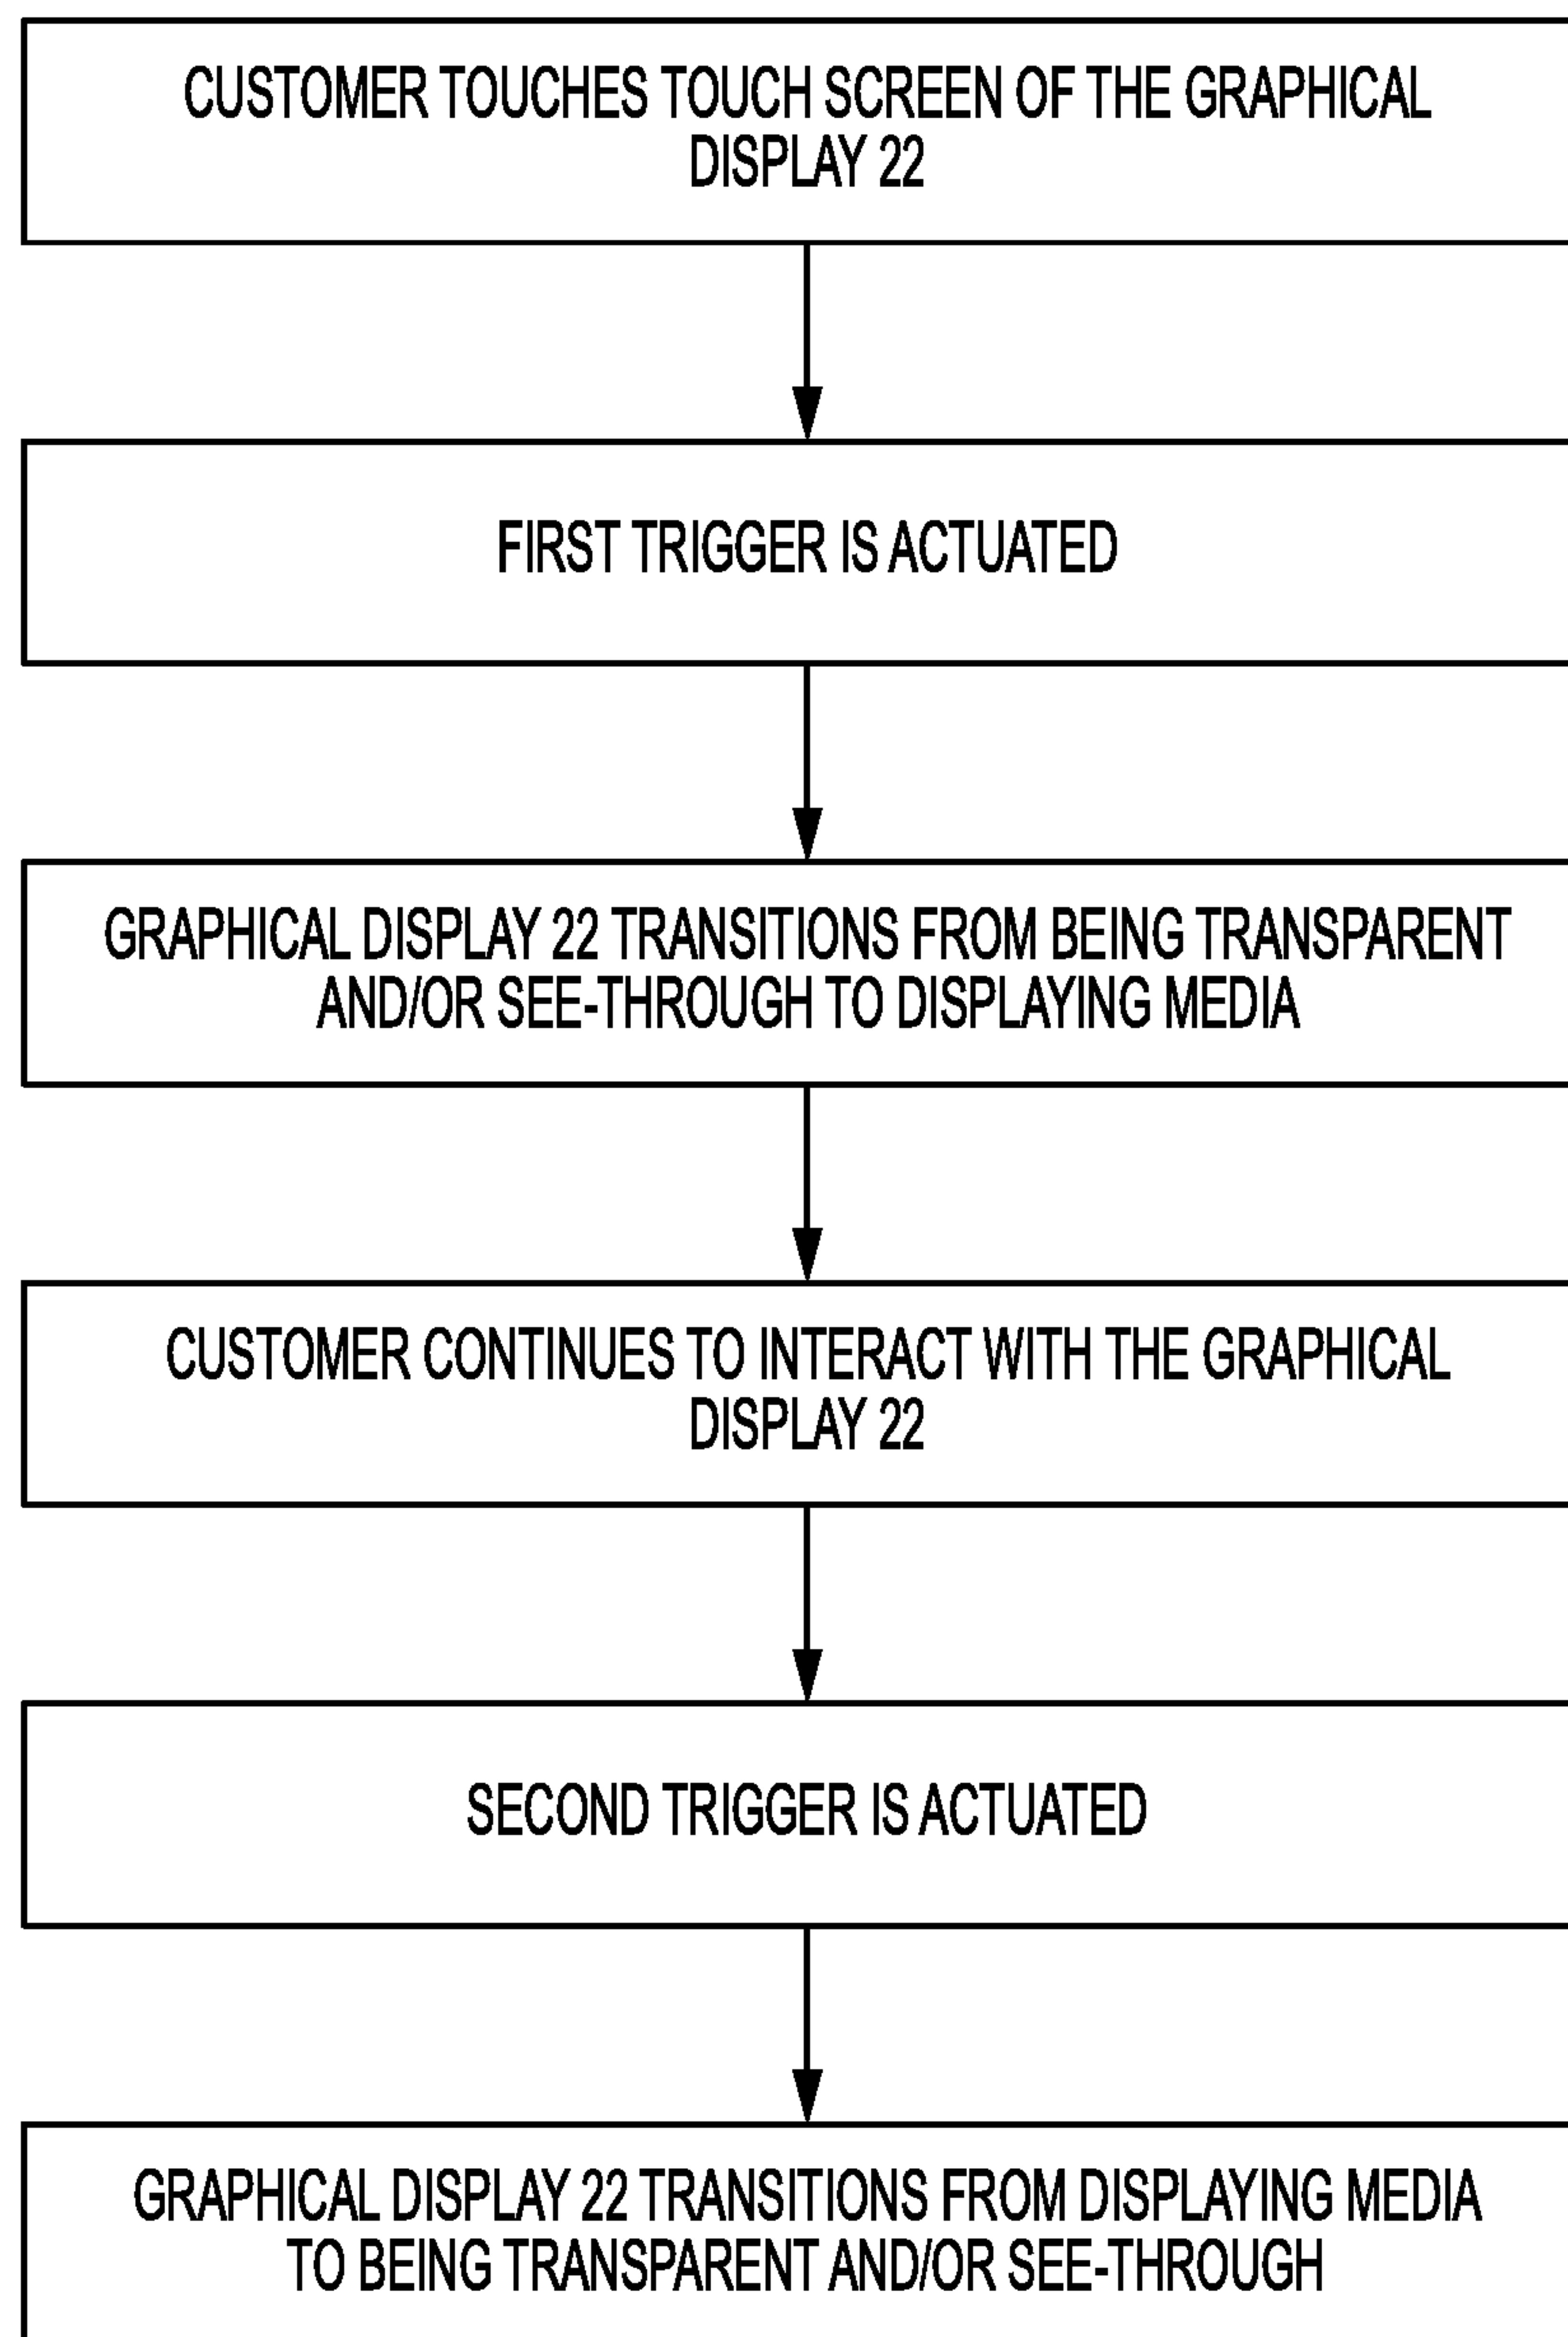 CUSTOMER TOUCHES TOUCH SCREEN OF THE GRAPHICAL
DISPLAY 22
FIRST TRIGGER IS ACTUATED
GRAPHICAL DISPLAY 22 TRANSITIONS FROM BEING TRANSPARENT
AND/OR SEE-THROUGH TO DISPLAYING MEDIA
CUSTOMER CONTINUES TO INTERACT WITH THE GRAPHICAL
DISPLAY 22
SECOND TRIGGER IS ACTUATED
GRAPHICAL DISPLAY 22 TRANSITIONS FROM DISPLAYING MEDIA
TO BEING TRANSPARENT AND/OR SEE-THROUGH